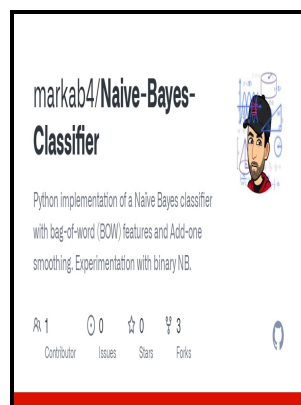 markab4/Naive-Bayes-
Classifier
Python implementation of a Naive Bayes classifier
with bag-of-word (BOW) features and Add-one
smoothing. Experimentation with binary NB.
1 0 0 3
Contributor Issues Stars Forks